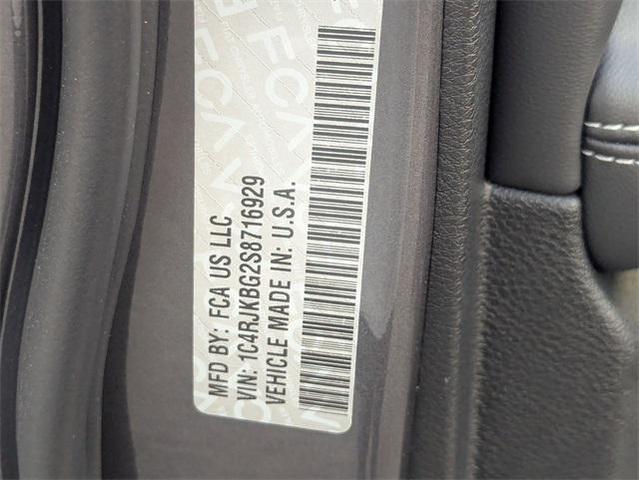 MFD BY: FCA US LLC
VIN: 1C4RJKBG2S8716929
VEHICLE MADE IN: U.S.A.